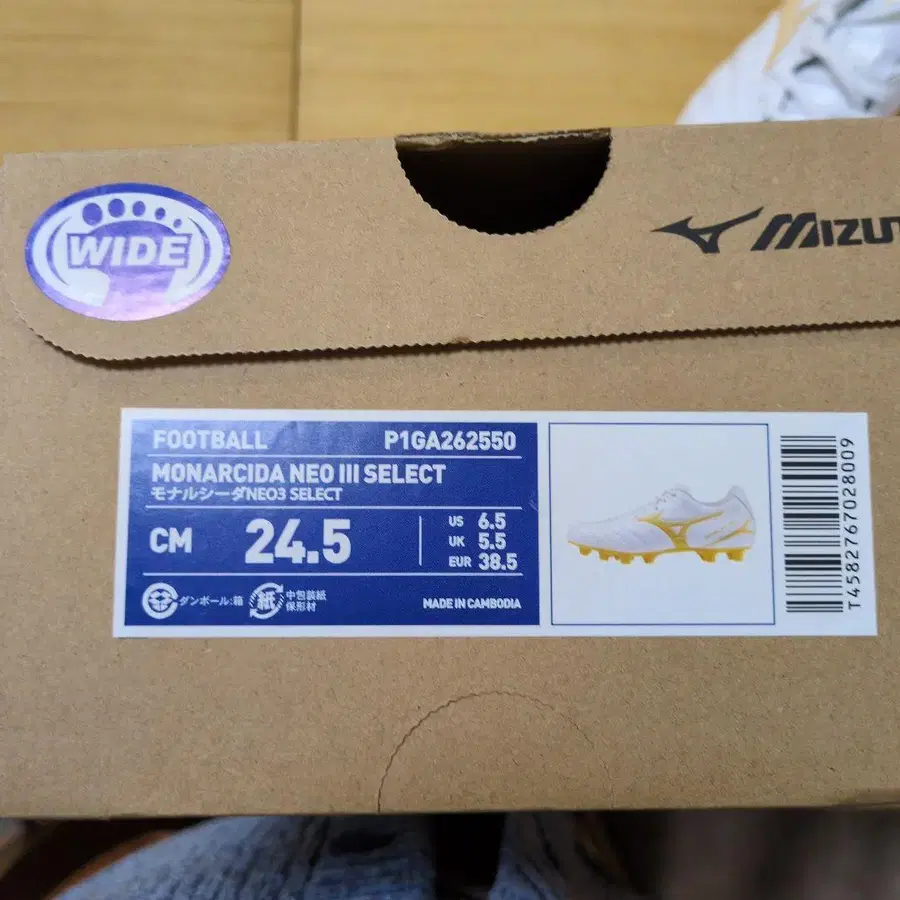 WIDE
MIZU
FOOTBALL P1GA262550
MONARCIDA NEO III SELECT
モナルシーダNEO3 SELECT
CM 24.5
US 6.5
UK 5.5
EUR 38.5
ダンボール:箱
紙 中包装紙
保形材
MADE IN CAMBODIA
T4582767028009